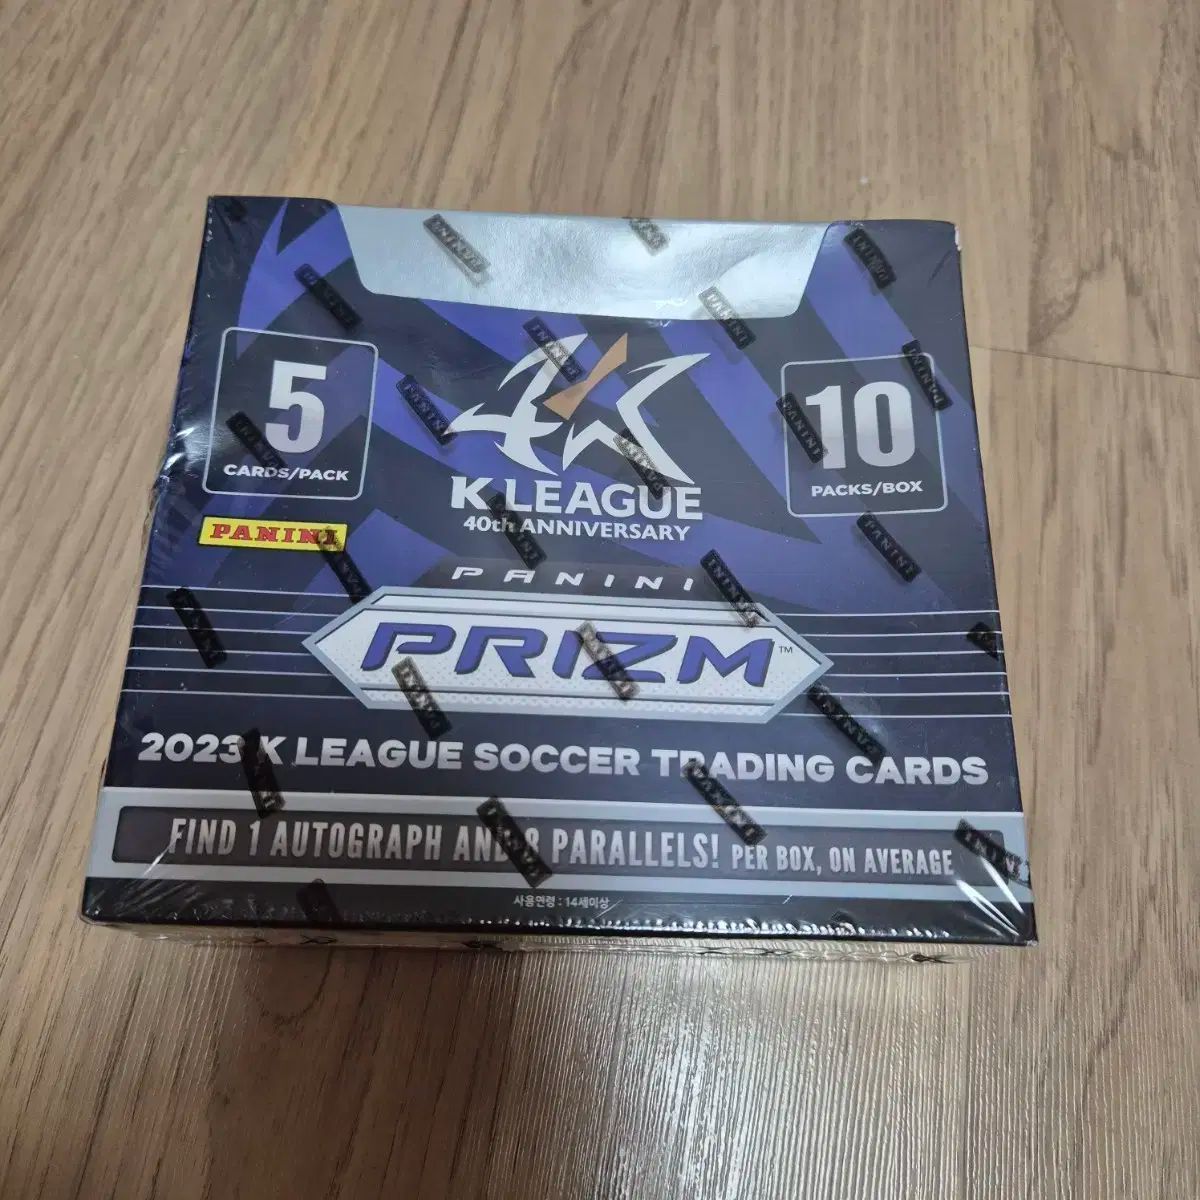 5
CARDS/PACK
10
PACKS/BOX
K LEAGUE
40th ANNIVERSARY
PANINI
PANINI
PRIZM™
2023 K LEAGUE SOCCER TRADING CARDS
FIND 1 AUTOGRAPH AND 8 PARALLELS! PER BOX, ON AVERAGE
사용연령 : 14세이상